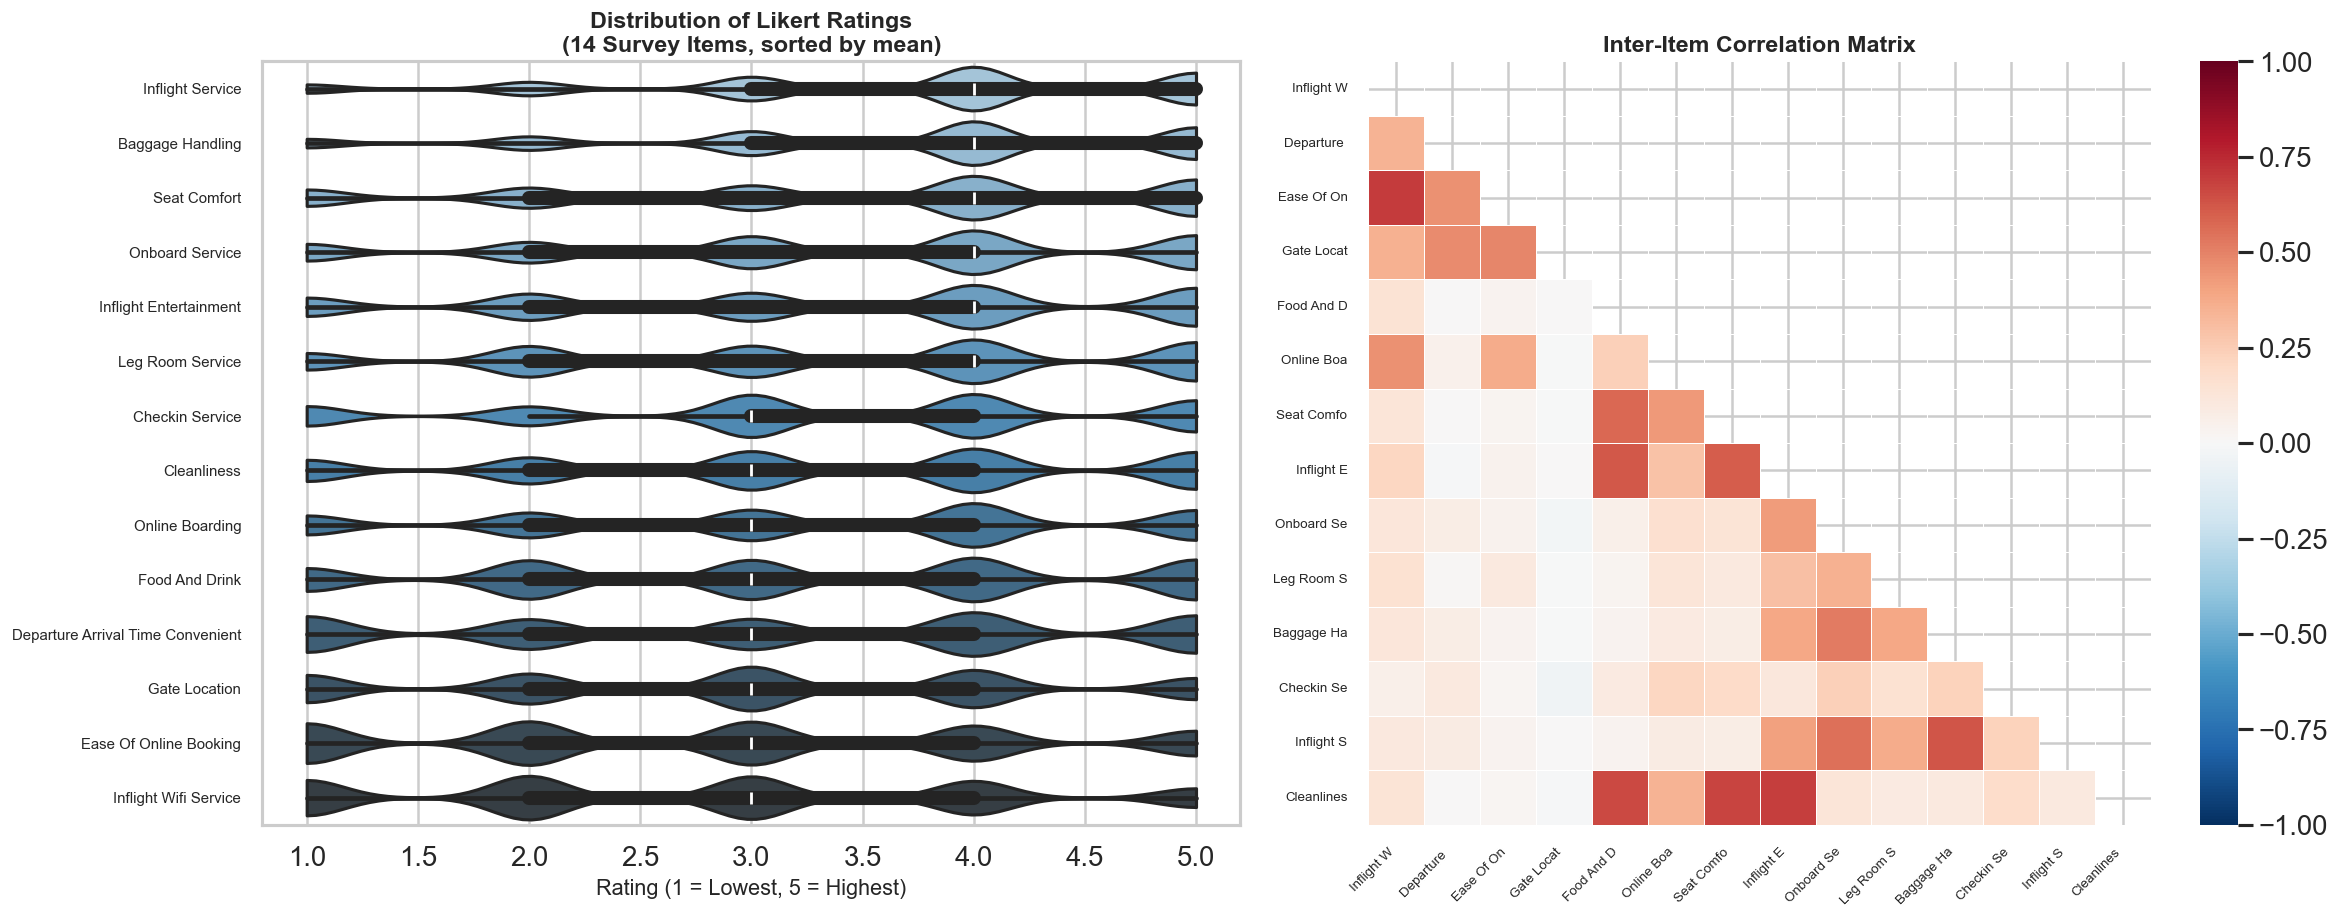 Distribution of Likert Ratings
(14 Survey Items, sorted by mean)
Inflight Service
Baggage Handling
Seat Comfort
Onboard Service
Inflight Entertainment
Leg Room Service
Checkin Service
Cleanliness
Online Boarding
Food And Drink
Departure Arrival Time Convenient
Gate Location
Ease Of Online Booking
Inflight Wifi Service
1.0 1.5 2.0 2.5 3.0 3.5 4.0 4.5 5.0
Rating (1 = Lowest, 5 = Highest)
Inter-Item Correlation Matrix
Inflight W
Departure
Ease Of On
Gate Locat
Food And D
Online Boa
Seat Comfo
Inflight E
Onboard Se
Leg Room S
Baggage Ha
Checkin Se
Inflight S
Cleanlines
Inflight W
Departure
Ease Of On
Gate Locat
Food And D
Online Boa
Seat Comfo
Inflight E
Onboard Se
Leg Room S
Baggage Ha
Checkin Se
Inflight S
Cleanlines
1.00
0.75
0.50
0.25
0.00
−0.25
−0.50
−0.75
−1.00